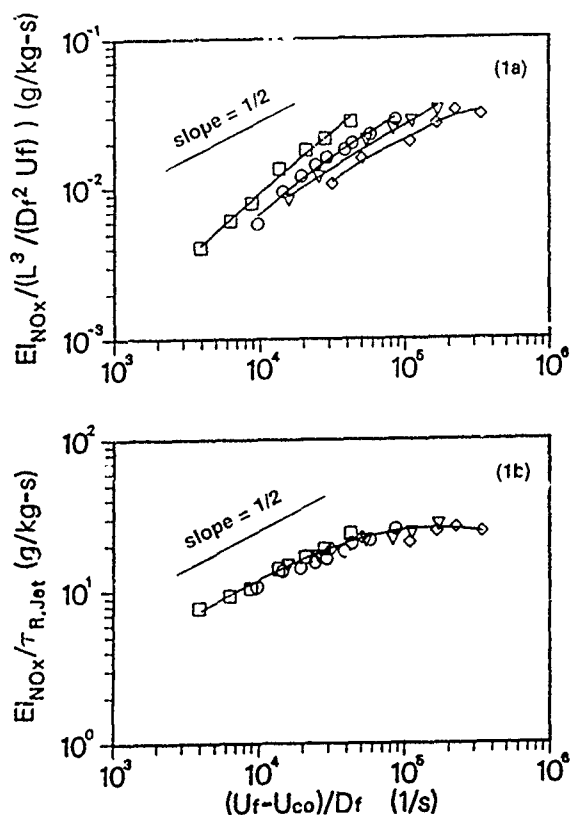 10⁻¹
10⁻²
10⁻³
EI_NOx/(L³/(Df² Uf) ) (g/kg-s)
(1a)
slope = 1/2
10³ 10⁴ 10⁵ 10⁶
10²
10¹
10⁰
EI_NOx/τ_R,Jet (g/kg-s)
(1b)
slope = 1/2
10³ 10⁴ 10⁵ 10⁶
(Uf-Uco)/Df (1/s)